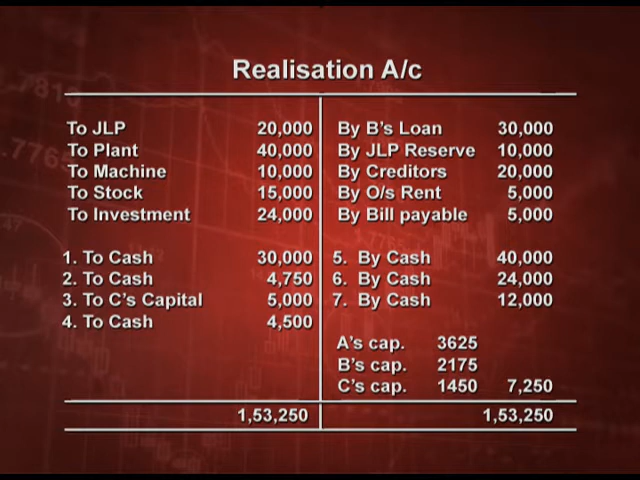 Realisation A/c
To JLP 20,000 By B's Loan 30,000
To Plant 40,000 By JLP Reserve 10,000
To Machine 10,000 By Creditors 20,000
To Stock 15,000 By O/s Rent 5,000
To Investment 24,000 By Bill payable 5,000
1. To Cash 30,000 5. By Cash 40,000
2. To Cash 4,750 6. By Cash 24,000
3. To C's Capital 5,000 7. By Cash 12,000
4. To Cash 4,500
A's cap. 3625
B's cap. 2175
C's cap. 1450 7,250
1,53,250 1,53,250